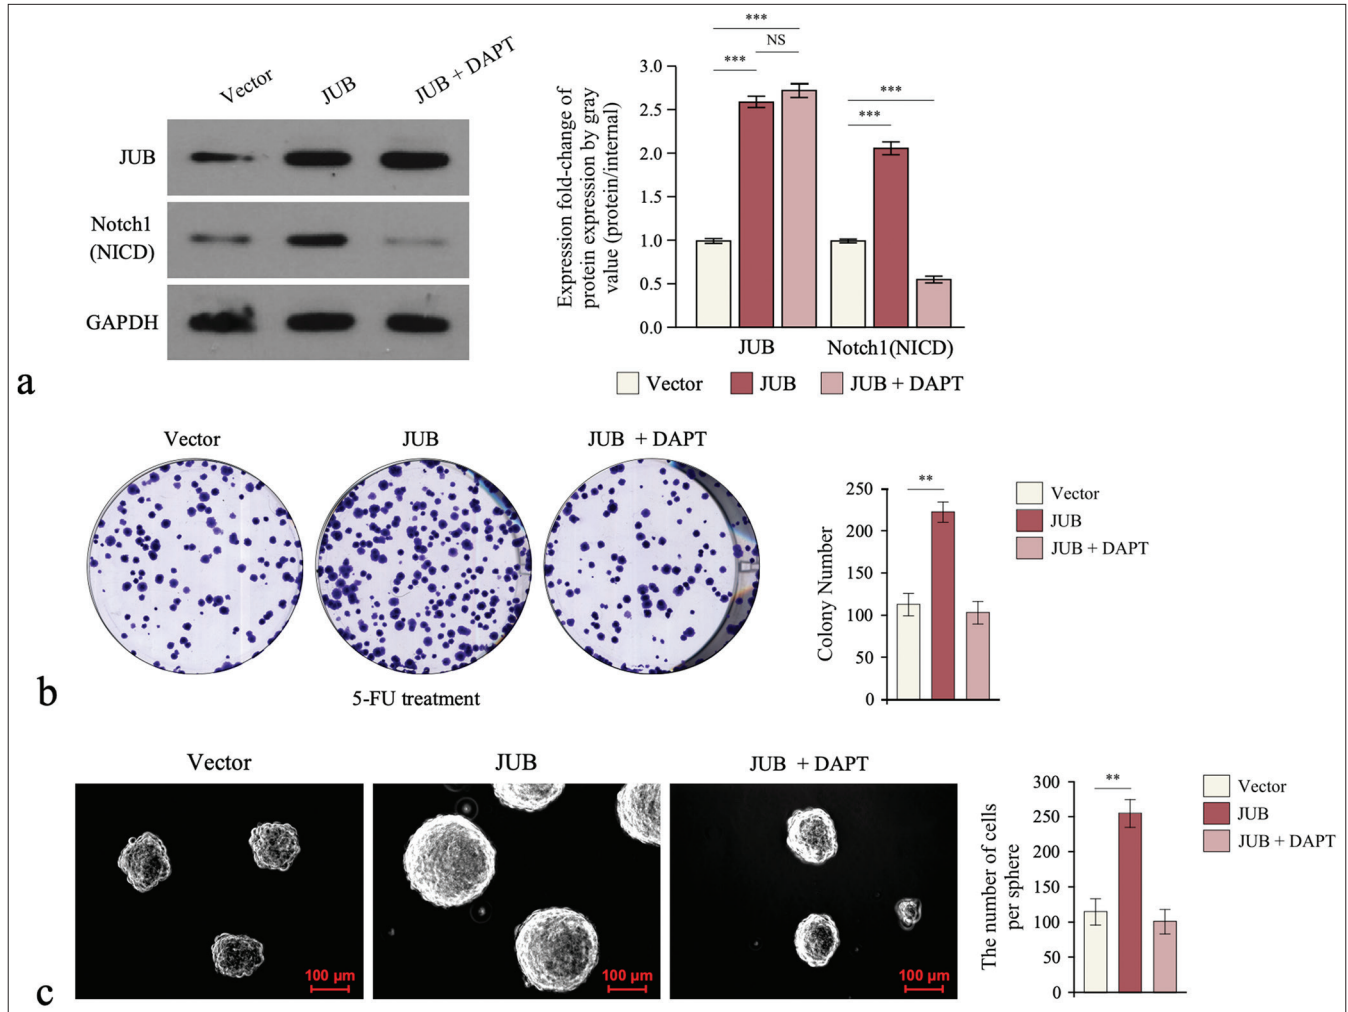 Vector JUB JUB + DAPT
JUB
Notch1
(NICD)
GAPDH
a
Expression fold-change of
protein expression by gray
value (protein/internal)
***
NS
***
***
***
3.0
2.5
2.0
1.5
1.0
0.5
0.0
JUB Notch1(NICD)
Vector JUB JUB + DAPT
Vector JUB JUB + DAPT
5-FU treatment
b
Colony Number
**
250
200
150
100
50
0
Vector
JUB
JUB + DAPT
Vector JUB JUB + DAPT
100 µm 100 µm 100 µm
c
The number of cells
per sphere
**
300
250
200
150
100
50
0
Vector
JUB
JUB + DAPT